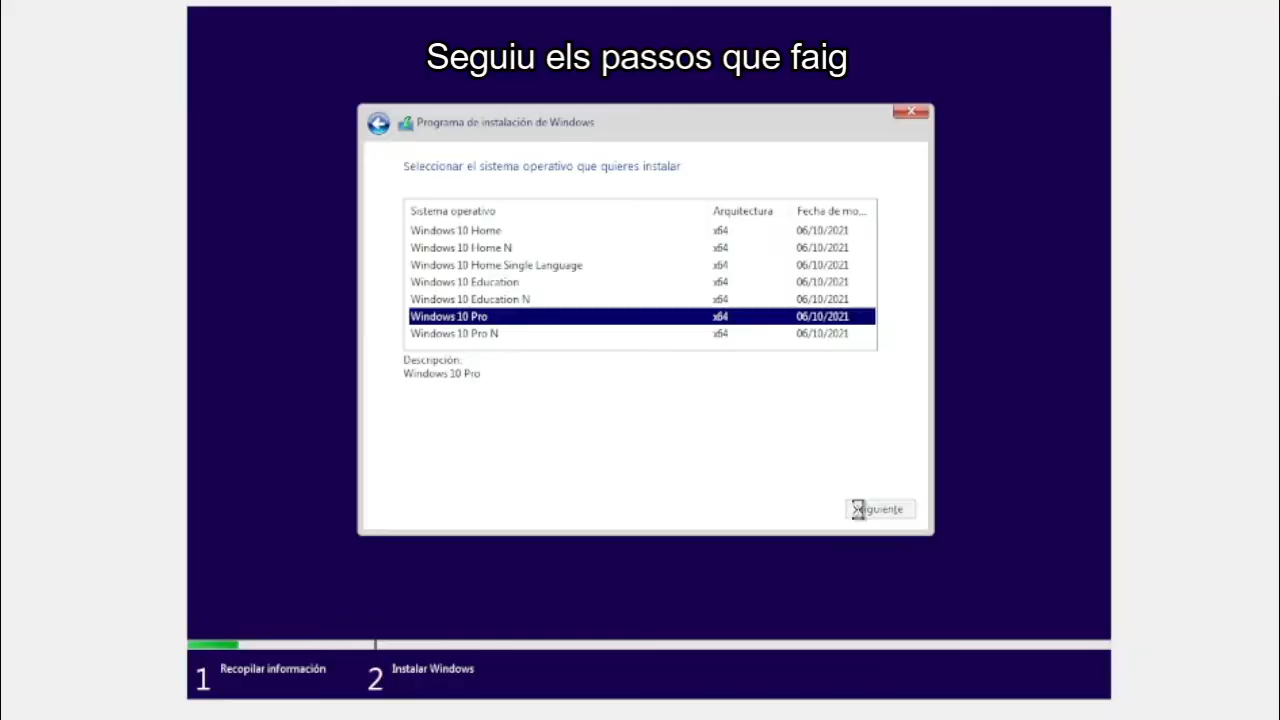 Seguiu els passos que faig
Programa de instalación de Windows
Seleccionar el sistema operativo que quieres instalar
Sistema operativo Arquitectura Fecha de mo...
Windows 10 Home x64 06/10/2021
Windows 10 Home N x64 06/10/2021
Windows 10 Home Single Language x64 06/10/2021
Windows 10 Education x64 06/10/2021
Windows 10 Education N x64 06/10/2021
Windows 10 Pro x64 06/10/2021
Windows 10 Pro N x64 06/10/2021
Descripción:
Windows 10 Pro
Siguiente
1 Recopilar información 2 Instalar Windows